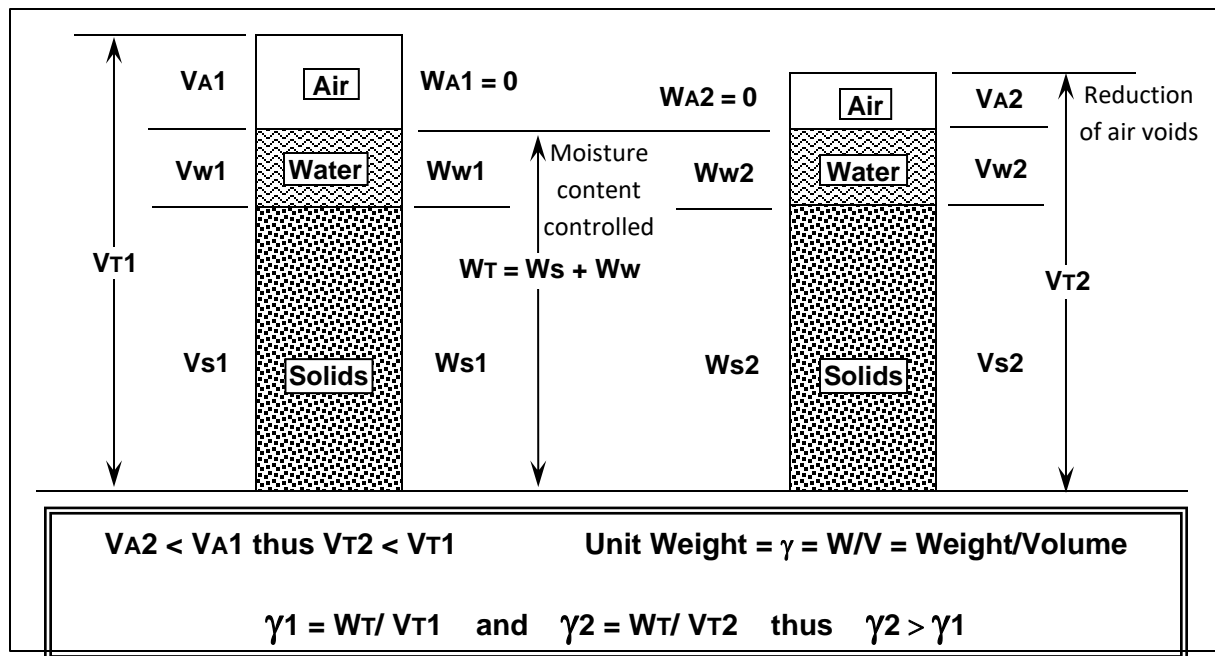 VA1
Air
WA1 = 0
WA2 = 0
Air
VA2
Reduction
of air voids
Vw1
Water
Ww1
Moisture
content
controlled
Ww2
Water
Vw2
VT1
WT = Ws + Ww
VT2
Vs1
Solids
Ws1
Ws2
Solids
Vs2
VA2 < VA1 thus VT2 < VT1
Unit Weight = γ = W/V = Weight/Volume
γ1 = WT/ VT1 and γ2 = WT/ VT2 thus γ2 > γ1